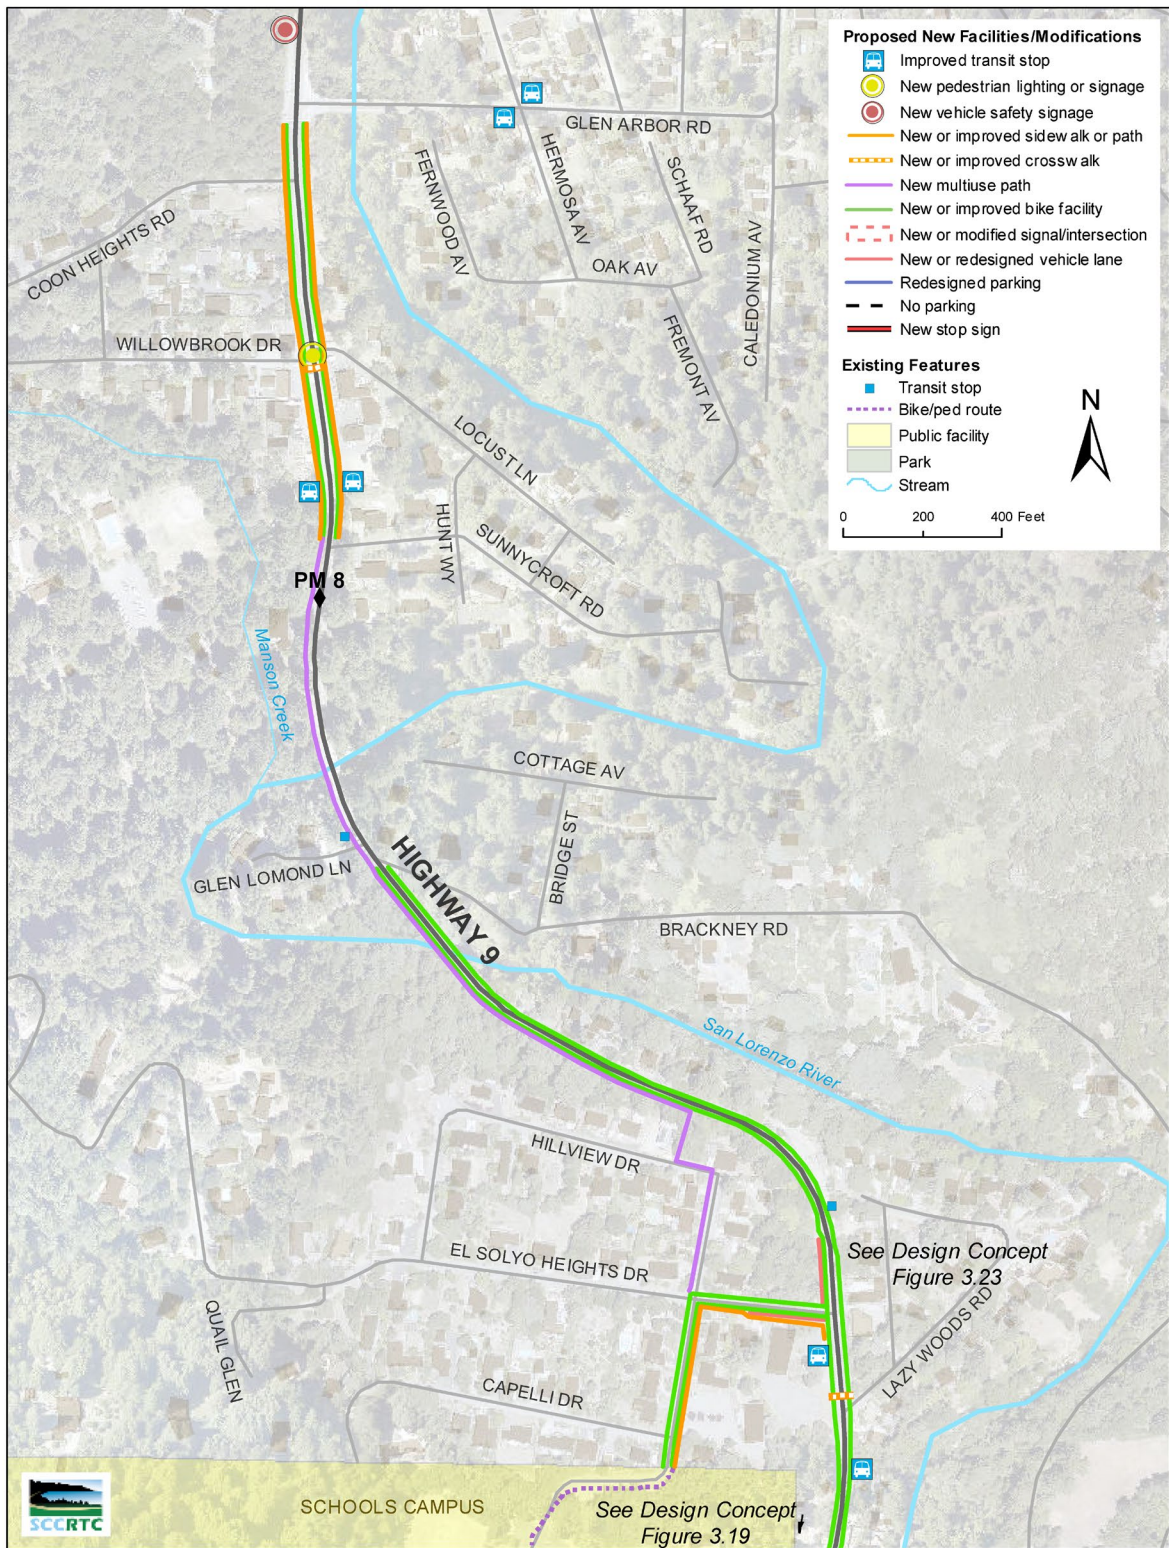 Proposed New Facilities/Modifications
Improved transit stop
New pedestrian lighting or signage
New vehicle safety signage
New or improved sidewalk or path
New or improved crosswalk
New multiuse path
New or improved bike facility
New or modified signal/intersection
New or redesigned vehicle lane
Redesigned parking
No parking
New stop sign
Existing Features
Transit stop
Bike/ped route
Public facility
Park
Stream
N
0 200 400 Feet
GLEN ARBOR RD
HERMOSA AV
FERNWOOD AV
SCHAAF RD
CALEDONIUM AV
COON HEIGHTS RD
OAK AV
FREMONT AV
WILLOWBROOK DR
LOCUST LN
HUNT WY
SUNNYCROFT RD
PM 8
Manson Creek
COTTAGE AV
BRIDGE ST
GLEN LOMOND LN
HIGHWAY 9
BRACKNEY RD
San Lorenzo River
HILLVIEW DR
EL SOLYO HEIGHTS DR
See Design Concept
Figure 3.23
LAZY WOODS RD
QUAIL GLEN
CAPELLI DR
SCHOOLS CAMPUS
See Design Concept
Figure 3.19
SCCRTC